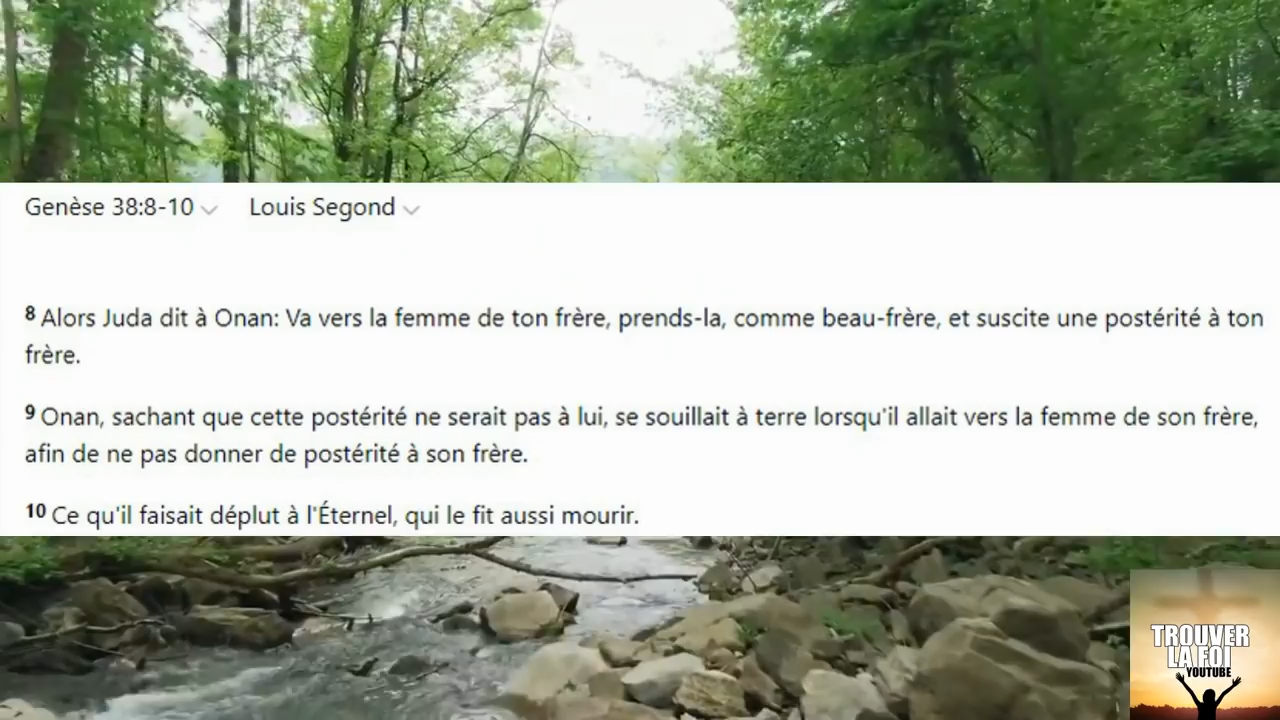 Genèse 38:8-10 Louis Segond
8 Alors Juda dit à Onan: Va vers la femme de ton frère, prends-la, comme beau-frère, et suscite une postérité à ton
frère.
9 Onan, sachant que cette postérité ne serait pas à lui, se souillait à terre lorsqu'il allait vers la femme de son frère,
afin de ne pas donner de postérité à son frère.
10 Ce qu'il faisait déplut à l'Éternel, qui le fit aussi mourir.
TROUVER
LA FOI
YOUTUBE